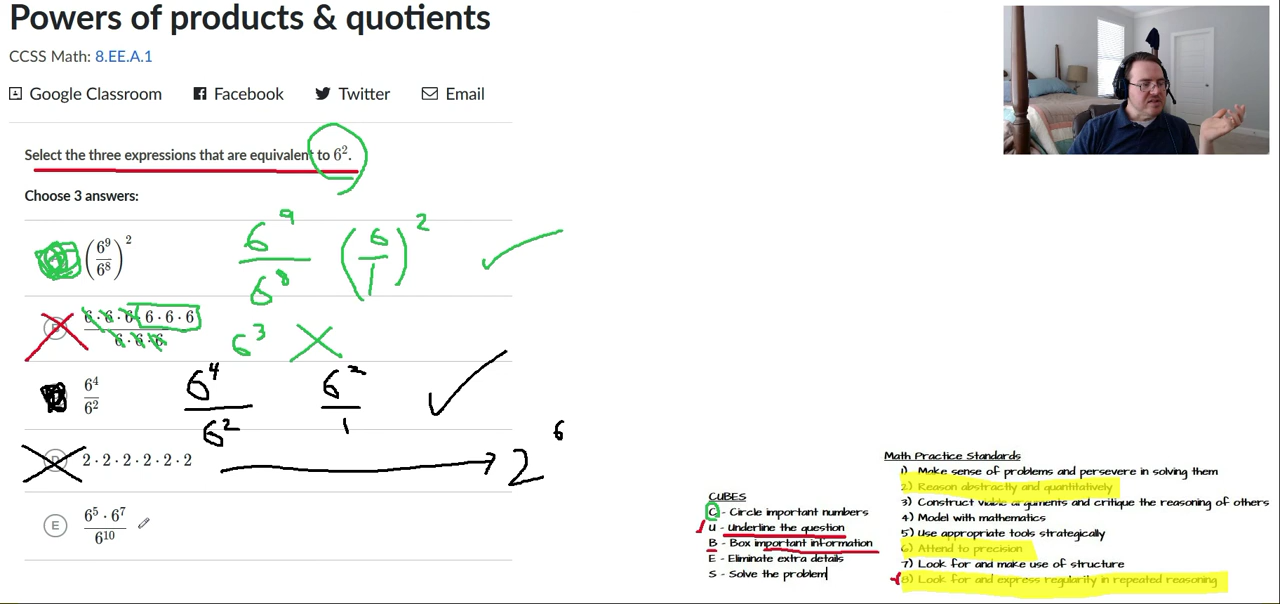 Powers of products & quotients
CCSS Math: 8.EE.A.1
Google Classroom Facebook Twitter Email
Select the three expressions that are equivalent to 6².
Choose 3 answers:
(6⁹/6⁸)² 6⁹/6⁸ (6/1)²
6·6·6·6·6·6/6·6·6 6³
6⁴/6² 6⁴/6² 6²/1
2·2·2·2·2·2 2⁶
E 6⁵·6⁷/6¹⁰
CUBES
C - Circle important numbers
U - Underline the question
B - Box important information
E - Eliminate extra details
S - Solve the problem
Math Practice Standards
1) Make sense of problems and persevere in solving them
2) Reason abstractly and quantitatively
3) Construct viable arguments and critique the reasoning of others
4) Model with mathematics
5) Use appropriate tools strategically
6) Attend to precision
7) Look for and make use of structure
8) Look for and express regularity in repeated reasoning